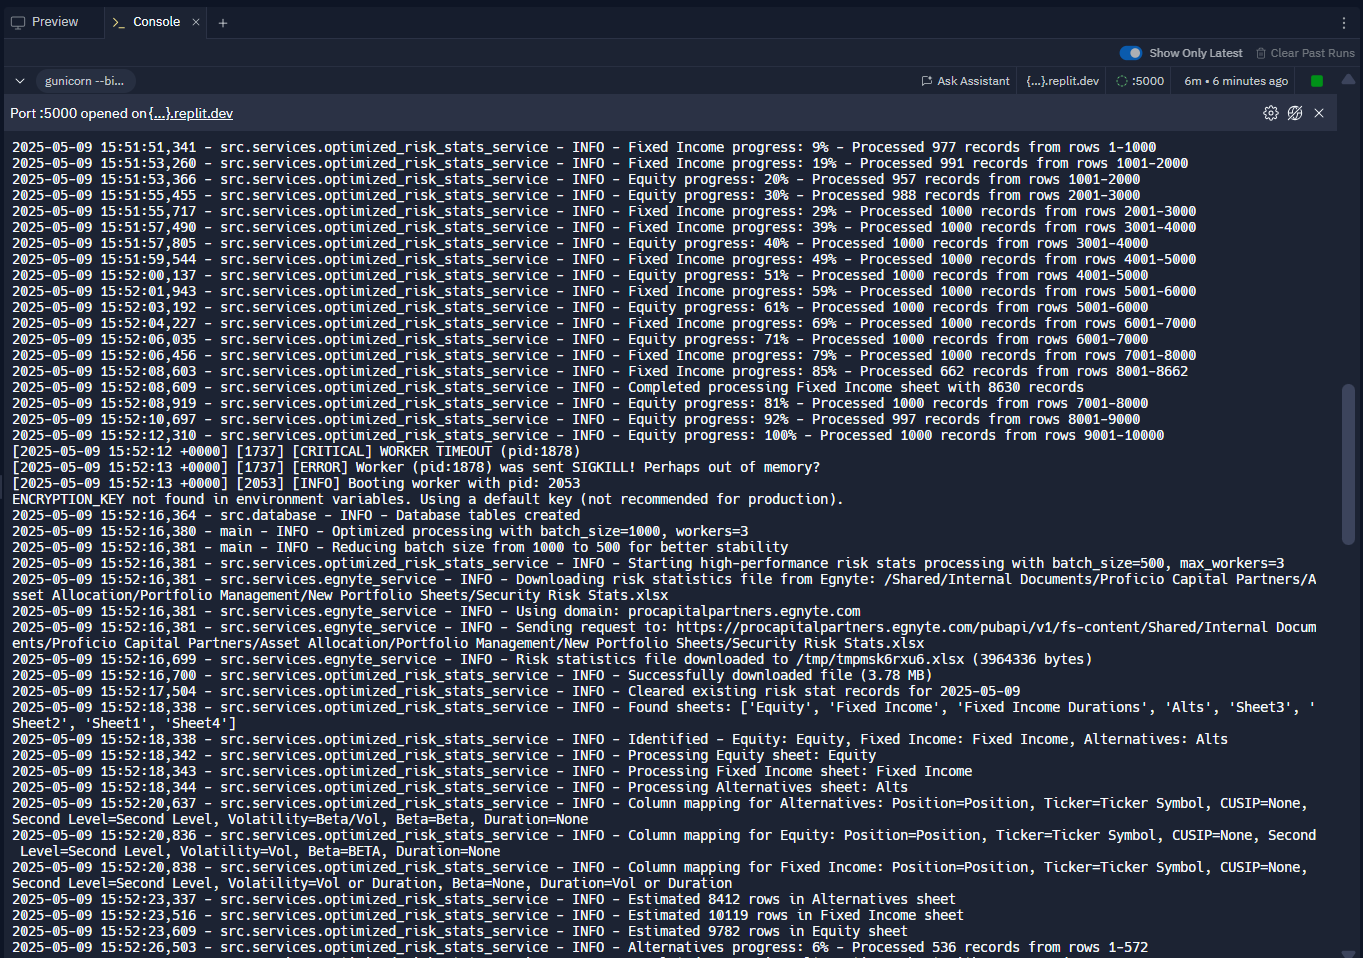 Preview
Console
Show Only Latest
Clear Past Runs
gunicorn --bi...
Ask Assistant
{...}.replit.dev
:5000
6m • 6 minutes ago
Port :5000 opened on {...}.replit.dev
2025-05-09 15:51:51,341 - src.services.optimized_risk_stats_service - INFO - Fixed Income progress: 9% - Processed 977 records from rows 1-1000
2025-05-09 15:51:53,260 - src.services.optimized_risk_stats_service - INFO - Fixed Income progress: 19% - Processed 991 records from rows 1001-2000
2025-05-09 15:51:53,366 - src.services.optimized_risk_stats_service - INFO - Equity progress: 20% - Processed 957 records from rows 1001-2000
2025-05-09 15:51:55,455 - src.services.optimized_risk_stats_service - INFO - Equity progress: 30% - Processed 988 records from rows 2001-3000
2025-05-09 15:51:55,717 - src.services.optimized_risk_stats_service - INFO - Fixed Income progress: 29% - Processed 1000 records from rows 2001-3000
2025-05-09 15:51:57,490 - src.services.optimized_risk_stats_service - INFO - Fixed Income progress: 39% - Processed 1000 records from rows 3001-4000
2025-05-09 15:51:57,805 - src.services.optimized_risk_stats_service - INFO - Equity progress: 40% - Processed 1000 records from rows 3001-4000
2025-05-09 15:51:59,544 - src.services.optimized_risk_stats_service - INFO - Fixed Income progress: 49% - Processed 1000 records from rows 4001-5000
2025-05-09 15:52:00,137 - src.services.optimized_risk_stats_service - INFO - Equity progress: 51% - Processed 1000 records from rows 4001-5000
2025-05-09 15:52:01,943 - src.services.optimized_risk_stats_service - INFO - Fixed Income progress: 59% - Processed 1000 records from rows 5001-6000
2025-05-09 15:52:03,192 - src.services.optimized_risk_stats_service - INFO - Equity progress: 61% - Processed 1000 records from rows 5001-6000
2025-05-09 15:52:04,227 - src.services.optimized_risk_stats_service - INFO - Fixed Income progress: 69% - Processed 1000 records from rows 6001-7000
2025-05-09 15:52:06,035 - src.services.optimized_risk_stats_service - INFO - Equity progress: 71% - Processed 1000 records from rows 6001-7000
2025-05-09 15:52:06,456 - src.services.optimized_risk_stats_service - INFO - Fixed Income progress: 79% - Processed 1000 records from rows 7001-8000
2025-05-09 15:52:08,603 - src.services.optimized_risk_stats_service - INFO - Fixed Income progress: 85% - Processed 662 records from rows 8001-8662
2025-05-09 15:52:08,609 - src.services.optimized_risk_stats_service - INFO - Completed processing Fixed Income sheet with 8630 records
2025-05-09 15:52:08,919 - src.services.optimized_risk_stats_service - INFO - Equity progress: 81% - Processed 1000 records from rows 7001-8000
2025-05-09 15:52:10,697 - src.services.optimized_risk_stats_service - INFO - Equity progress: 92% - Processed 997 records from rows 8001-9000
2025-05-09 15:52:12,310 - src.services.optimized_risk_stats_service - INFO - Equity progress: 100% - Processed 1000 records from rows 9001-10000
[2025-05-09 15:52:12 +0000] [1737] [CRITICAL] WORKER TIMEOUT (pid:1878)
[2025-05-09 15:52:13 +0000] [1737] [ERROR] Worker (pid:1878) was sent SIGKILL! Perhaps out of memory?
[2025-05-09 15:52:13 +0000] [2053] [INFO] Booting worker with pid: 2053
ENCRYPTION_KEY not found in environment variables. Using a default key (not recommended for production).
2025-05-09 15:52:16,364 - src.database - INFO - Database tables created
2025-05-09 15:52:16,380 - main - INFO - Optimized processing with batch_size=1000, workers=3
2025-05-09 15:52:16,381 - main - INFO - Reducing batch size from 1000 to 500 for better stability
2025-05-09 15:52:16,381 - src.services.optimized_risk_stats_service - INFO - Starting high-performance risk stats processing with batch_size=500, max_workers=3
2025-05-09 15:52:16,381 - src.services.egnyte_service - INFO - Downloading risk statistics file from Egnyte: /Shared/Internal Documents/Proficio Capital Partners/A
sset Allocation/Portfolio Management/New Portfolio Sheets/Security Risk Stats.xlsx
2025-05-09 15:52:16,381 - src.services.egnyte_service - INFO - Using domain: procapitalpartners.egnyte.com
2025-05-09 15:52:16,381 - src.services.egnyte_service - INFO - Sending request to: https://procapitalpartners.egnyte.com/pubapi/v1/fs-content/Shared/Internal Docum
ents/Proficio Capital Partners/Asset Allocation/Portfolio Management/New Portfolio Sheets/Security Risk Stats.xlsx
2025-05-09 15:52:16,699 - src.services.egnyte_service - INFO - Risk statistics file downloaded to /tmp/tmpmsk6rxu6.xlsx (3964336 bytes)
2025-05-09 15:52:16,700 - src.services.optimized_risk_stats_service - INFO - Successfully downloaded file (3.78 MB)
2025-05-09 15:52:17,504 - src.services.optimized_risk_stats_service - INFO - Cleared existing risk stat records for 2025-05-09
2025-05-09 15:52:18,338 - src.services.optimized_risk_stats_service - INFO - Found sheets: ['Equity', 'Fixed Income', 'Fixed Income Durations', 'Alts', 'Sheet3', '
Sheet2', 'Sheet1', 'Sheet4']
2025-05-09 15:52:18,338 - src.services.optimized_risk_stats_service - INFO - Identified - Equity: Equity, Fixed Income: Fixed Income, Alternatives: Alts
2025-05-09 15:52:18,342 - src.services.optimized_risk_stats_service - INFO - Processing Equity sheet: Equity
2025-05-09 15:52:18,343 - src.services.optimized_risk_stats_service - INFO - Processing Fixed Income sheet: Fixed Income
2025-05-09 15:52:18,344 - src.services.optimized_risk_stats_service - INFO - Processing Alternatives sheet: Alts
2025-05-09 15:52:20,637 - src.services.optimized_risk_stats_service - INFO - Column mapping for Alternatives: Position=Position, Ticker=Ticker Symbol, CUSIP=None,
Second Level=Second Level, Volatility=Beta/Vol, Beta=Beta, Duration=None
2025-05-09 15:52:20,836 - src.services.optimized_risk_stats_service - INFO - Column mapping for Equity: Position=Position, Ticker=Ticker Symbol, CUSIP=None, Second
Level=Second Level, Volatility=Vol, Beta=BETA, Duration=None
2025-05-09 15:52:20,838 - src.services.optimized_risk_stats_service - INFO - Column mapping for Fixed Income: Position=Position, Ticker=Ticker Symbol, CUSIP=None,
Second Level=Second Level, Volatility=Vol or Duration, Beta=None, Duration=Vol or Duration
2025-05-09 15:52:23,337 - src.services.optimized_risk_stats_service - INFO - Estimated 8412 rows in Alternatives sheet
2025-05-09 15:52:23,516 - src.services.optimized_risk_stats_service - INFO - Estimated 10119 rows in Fixed Income sheet
2025-05-09 15:52:23,609 - src.services.optimized_risk_stats_service - INFO - Estimated 9782 rows in Equity sheet
2025-05-09 15:52:26,503 - src.services.optimized_risk_stats_service - INFO - Alternatives progress: 6% - Processed 536 records from rows 1-572